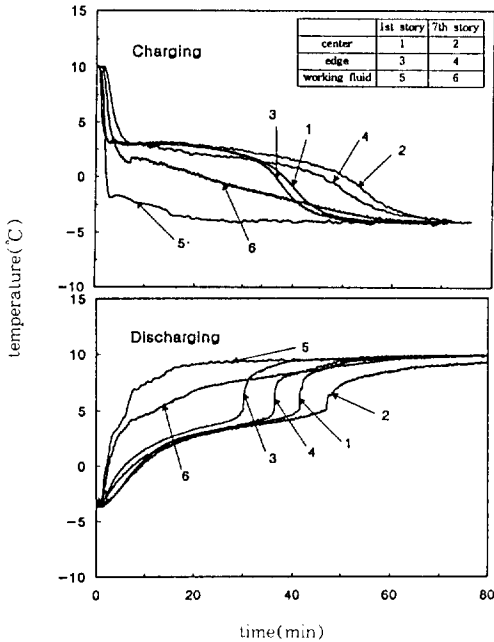 Charging
1st story 7th story
center 1 2
edge 3 4
working fluid 5 6
15
10
5
0
-5
-10
3
1
4
2
5
6
temperature(℃)
15
10
5
0
-5
-10
Discharging
5
6
3
4
1
2
0 20 40 60 80
time(min)